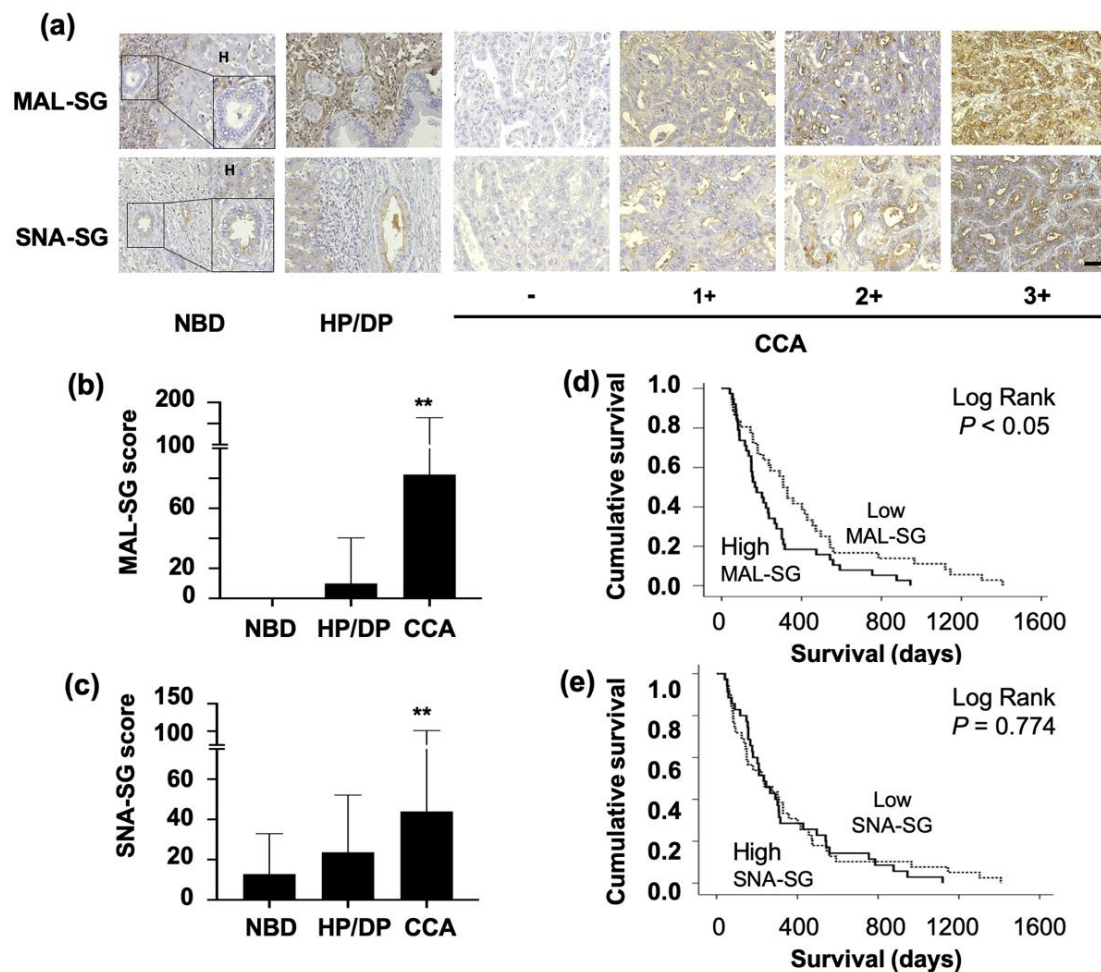 (a)
H
MAL-SG
H
SNA-SG
- 1+ 2+ 3+
NBD HP/DP
CCA
(b)
MAL-SG score
200
100
60
20
0
**
NBD HP/DP CCA
(c)
SNA-SG score
150
100
60
40
20
0
**
NBD HP/DP CCA
(d)
Cumulative survival
1.0
0.8
0.6
0.4
0.2
0.0
Log Rank
P < 0.05
Low
MAL-SG
High
MAL-SG
0 400 800 1200 1600
Survival (days)
(e)
Cumulative survival
1.0
0.8
0.6
0.4
0.2
0.0
Log Rank
P = 0.774
Low
SNA-SG
High
SNA-SG
0 400 800 1200 1600
Survival (days)